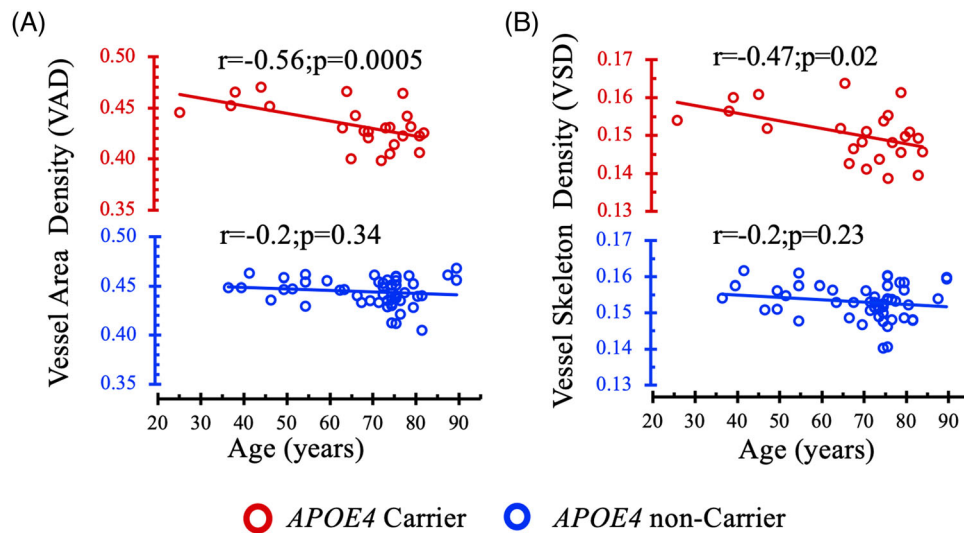 (A)
Vessel Area Density (VAD)
0.50
0.45
0.40
0.35
r=-0.56;p=0.0005
0.50
0.45
0.40
0.35
r=-0.2;p=0.34
20 30 40 50 60 70 80 90
Age (years)
(B)
Vessel Skeleton Density (VSD)
0.17
0.16
0.15
0.14
0.13
r=-0.47;p=0.02
0.17
0.16
0.15
0.14
0.13
r=-0.2;p=0.23
20 30 40 50 60 70 80 90
Age (years)
APOE4 Carrier
APOE4 non-Carrier